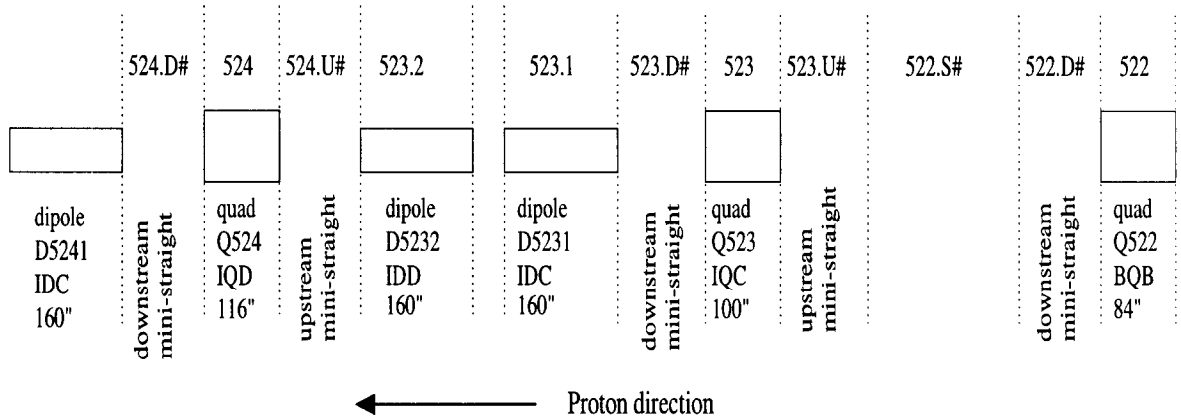 524.D# 524 524.U# 523.2 523.1 523.D# 523 523.U# 522.S# 522.D# 522
dipole
D5241
IDC
160"
downstream
mini-straight
quad
Q524
IQD
116"
upstream
mini-straight
dipole
D5232
IDD
160"
dipole
D5231
IDC
160"
downstream
mini-straight
quad
Q523
IQC
100"
upstream
mini-straight
downstream
mini-straight
quad
Q522
BQB
84"
Proton direction